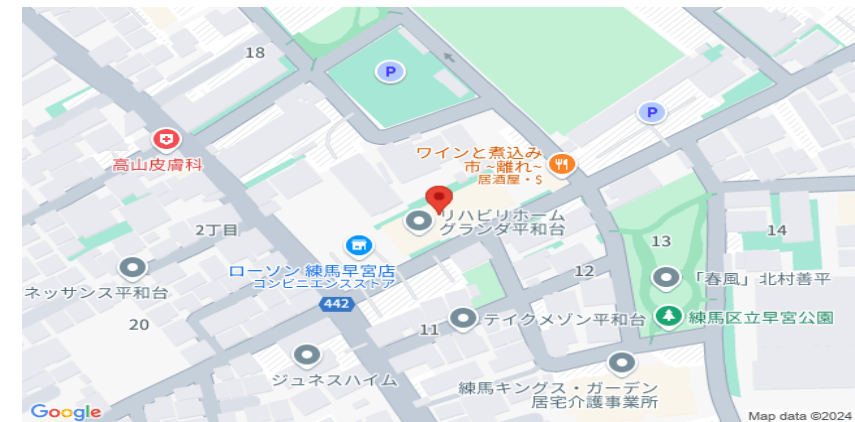 18
P
P
ワインと煮込み
市 ~離れ~
居酒屋・$
高山皮膚科
リハビリホーム
グランダ平和台
2丁目
13
14
ローソン 練馬早宮店
コンビニエンスストア
12
「春風」北村善平
ネッサンス平和台
442
20
11
テイクメゾン平和台
練馬区立早宮公園
ジュネスハイム
練馬キングス・ガーデン
居宅介護事業所
Google
Map data ©2024